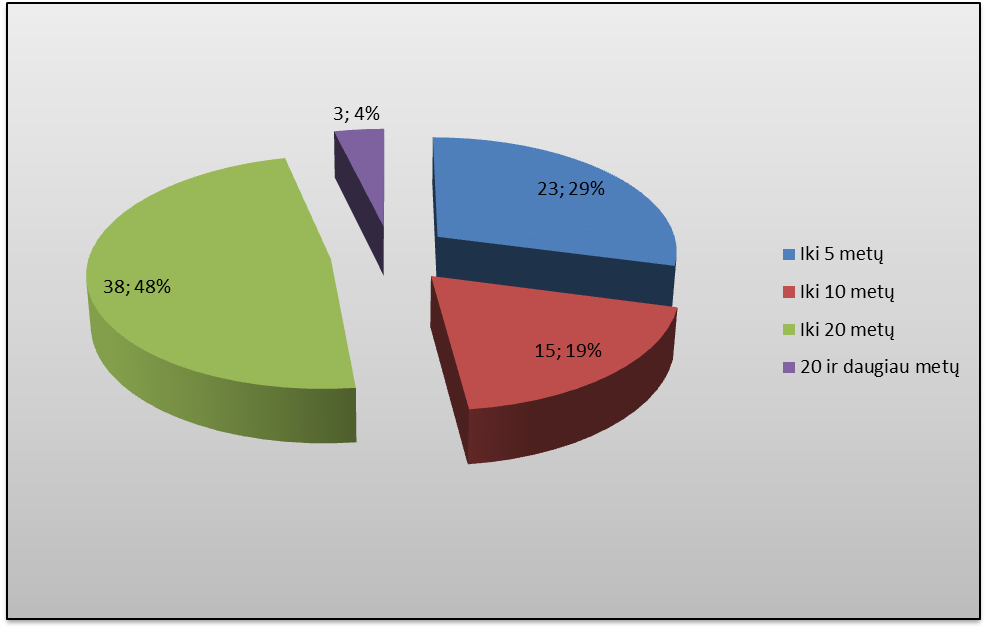 3; 4%
23; 29%
38; 48%
15; 19%
Iki 5 metų
Iki 10 metų
Iki 20 metų
20 ir daugiau metų